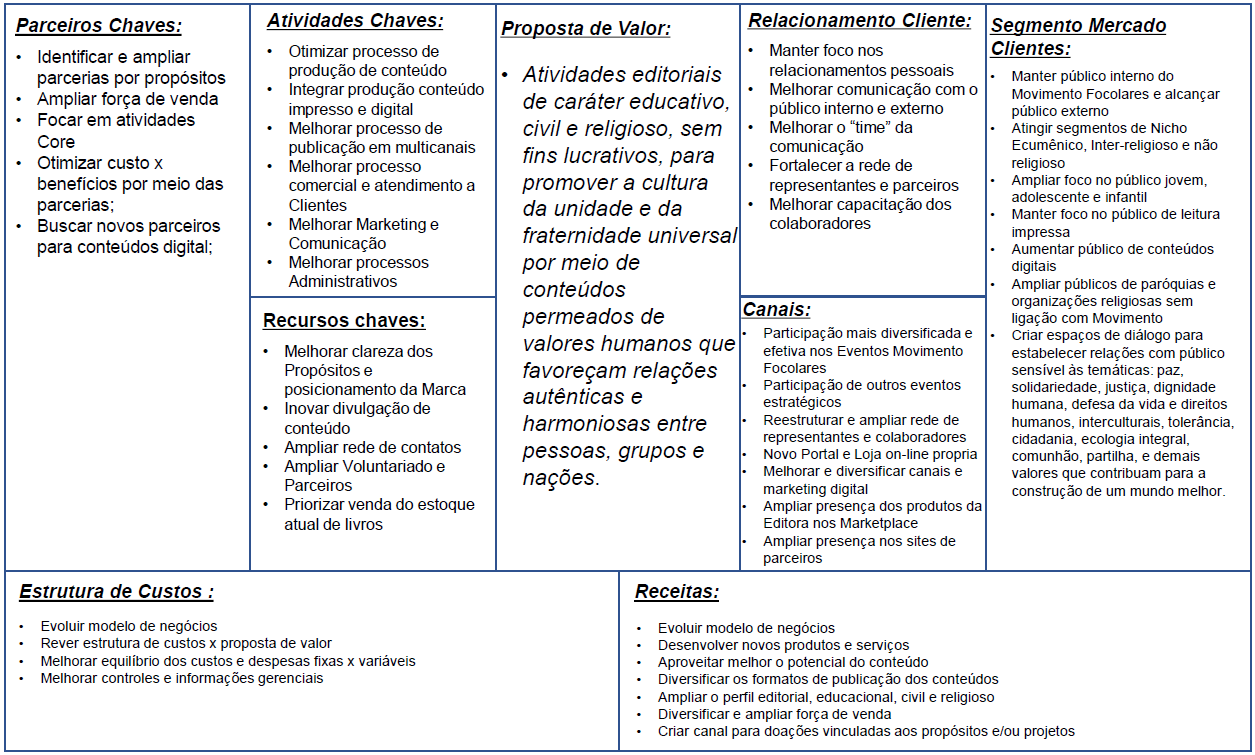 Parceiros Chaves:
• Identificar e ampliar
parcerias por propósitos
• Ampliar força de venda
• Focar em atividades
Core
• Otimizar custo x
benefícios por meio das
parcerias;
• Buscar novos parceiros
para conteúdos digital;
Atividades Chaves:
• Otimizar processo de
produção de conteúdo
• Integrar produção conteúdo
impresso e digital
• Melhorar processo de
publicação em multicanais
• Melhorar processo
comercial e atendimento a
Clientes
• Melhorar Marketing e
Comunicação
• Melhorar processos
Administrativos
Recursos chaves:
• Melhorar clareza dos
Propósitos e
posicionamento da Marca
• Inovar divulgação de
conteúdo
• Ampliar rede de contatos
• Ampliar Voluntariado e
Parceiros
• Priorizar venda do estoque
atual de livros
Proposta de Valor:
• Atividades editoriais
de caráter educativo,
civil e religioso, sem
fins lucrativos, para
promover a cultura
da unidade e da
fraternidade universal
por meio de
conteúdos
permeados de
valores humanos que
favoreçam relações
autênticas e
harmoniosas entre
pessoas, grupos e
nações.
Relacionamento Cliente:
• Manter foco nos
relacionamentos pessoais
• Melhorar comunicação com o
público interno e externo
• Melhorar o “time” da
comunicação
• Fortalecer a rede de
representantes e parceiros
• Melhorar capacitação dos
colaboradores
Canais:
• Participação mais diversificada e
efetiva nos Eventos Movimento
Focolares
• Participação de outros eventos
estratégicos
• Reestruturar e ampliar rede de
representantes e colaboradores
• Novo Portal e Loja on-line propria
• Melhorar e diversificar canais e
marketing digital
• Ampliar presença dos produtos da
Editora nos Marketplace
• Ampliar presença nos sites de
parceiros
Segmento Mercado
Clientes:
• Manter público interno do
Movimento Focolares e alcançar
público externo
• Atingir segmentos de Nicho
Ecumênico, Inter-religioso e não
religioso
• Ampliar foco no público jovem,
adolescente e infantil
• Manter foco no público de leitura
impressa
• Aumentar público de conteúdos
digitais
• Ampliar públicos de paróquias e
organizações religiosas sem
ligação com Movimento
• Criar espaços de diálogo para
estabelecer relações com público
sensível às temáticas: paz,
solidariedade, justiça, dignidade
humana, defesa da vida e direitos
humanos, interculturais, tolerância,
cidadania, ecologia integral,
comunhão, partilha, e demais
valores que contribuam para a
construção de um mundo melhor.
Estrutura de Custos :
• Evoluir modelo de negócios
• Rever estrutura de custos x proposta de valor
• Melhorar equilíbrio dos custos e despesas fixas x variáveis
• Melhorar controles e informações gerenciais
Receitas:
• Evoluir modelo de negócios
• Desenvolver novos produtos e serviços
• Aproveitar melhor o potencial do conteúdo
• Diversificar os formatos de publicação dos conteúdos
• Ampliar o perfil editorial, educacional, civil e religioso
• Diversificar e ampliar força de venda
• Criar canal para doações vinculadas aos propósitos e/ou projetos